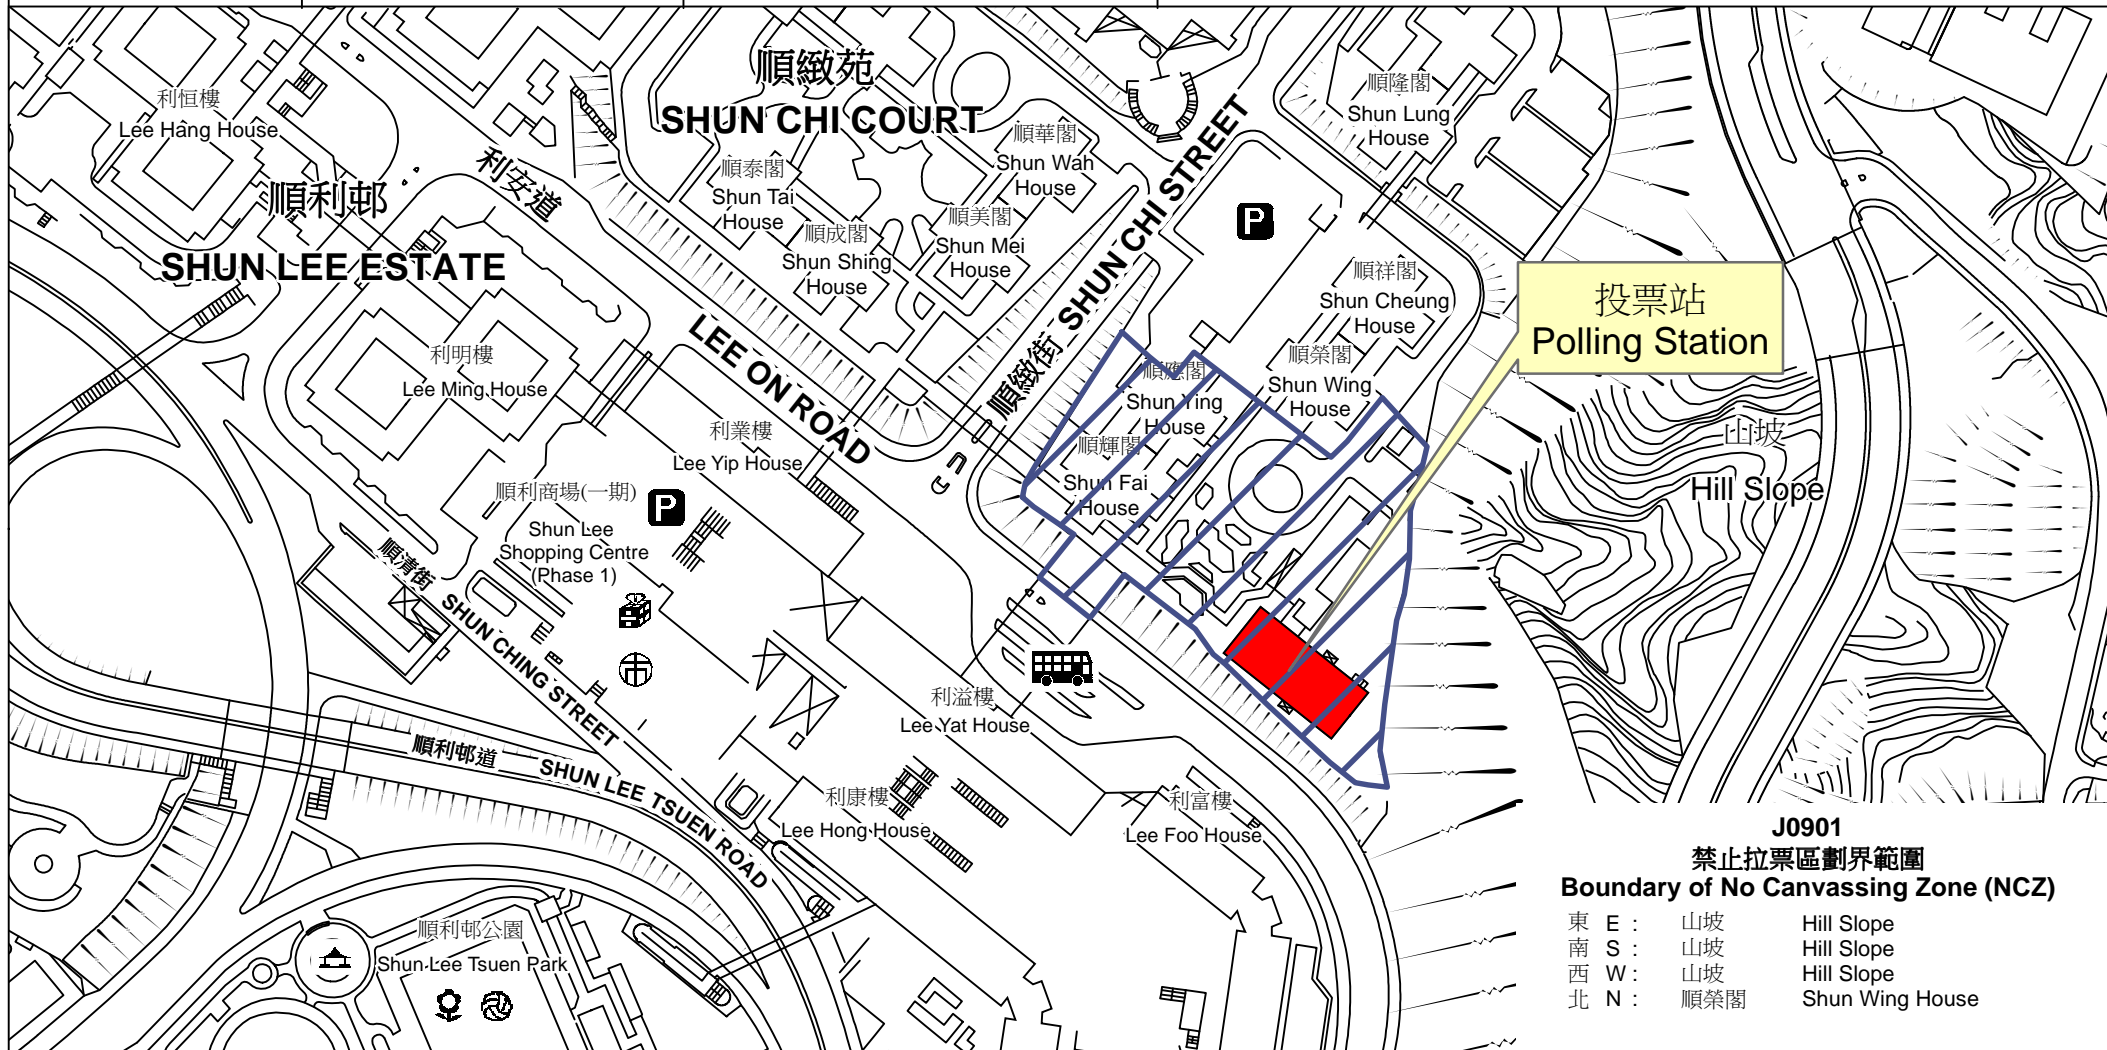 順緻苑
SHUN CHI COURT
利恒樓
Lee Hang House
順利邨
SHUN LEE ESTATE
利安道
LEE ON ROAD
順泰閣
Shun Tai
House
順成閣
Shun Shing
House
順華閣
Shun Wah
House
順美閣
Shun Mei
House
順緻街 SHUN CHI STREET
順隆閣
Shun Lung
House
P
順祥閣
Shun Cheung
House
順榮閣
Shun Wing
House
順應閣
Shun Ying
House
順輝閣
Shun Fai
House
投票站
Polling Station
山坡
Hill Slope
利明樓
Lee Ming House
利業樓
Lee Yip House
順利商場(一期)
Shun Lee
Shopping Centre
(Phase 1)
P
市
順清街 SHUN CHING STREET
順利邨道 SHUN LEE TSUEN ROAD
利溢樓
Lee Yat House
利康樓
Lee Hong House
利富樓
Lee Foo House
順利邨公園
Shun Lee Tsuen Park
J0901
禁止拉票區劃界範圍
Boundary of No Canvassing Zone (NCZ)
東 E : 山坡 Hill Slope
南 S : 山坡 Hill Slope
西 W : 山坡 Hill Slope
北 N : 順榮閣 Shun Wing House